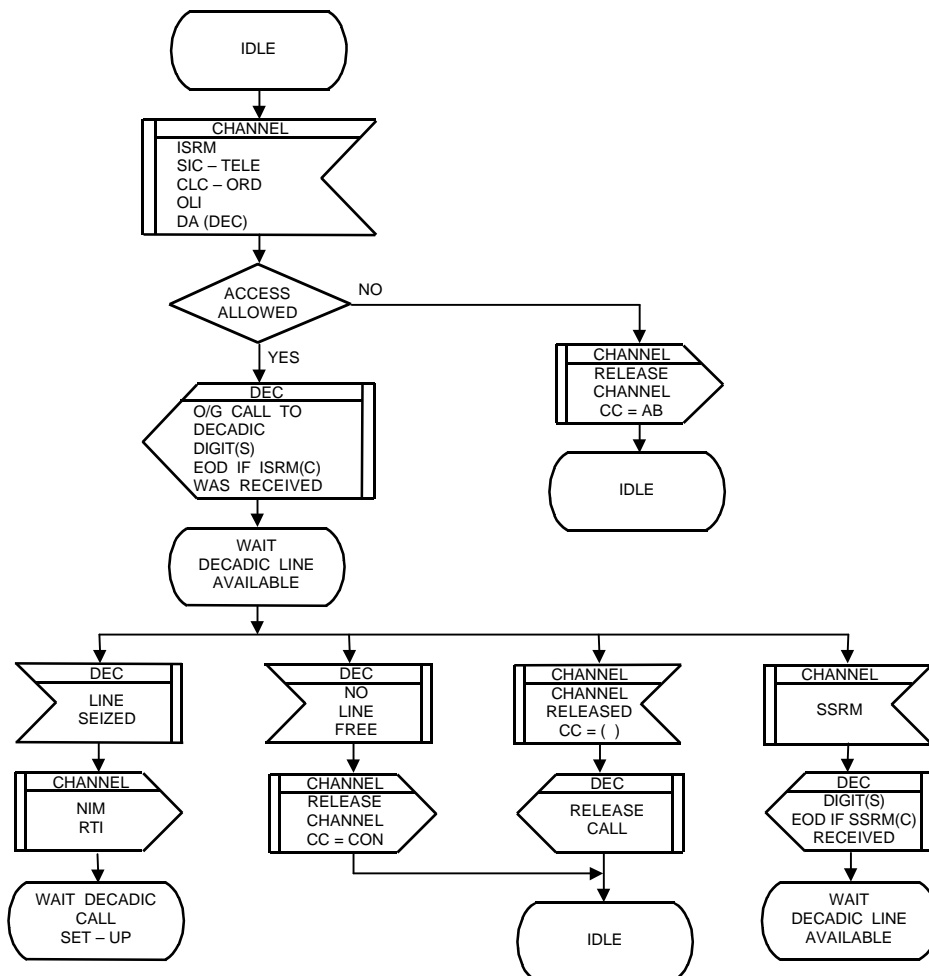 IDLE
CHANNEL
ISRM
SIC – TELE
CLC – ORD
OLI
DA (DEC)
ACCESS
ALLOWED
NO
YES
CHANNEL
RELEASE
CHANNEL
CC = AB
IDLE
DEC
O/G CALL TO
DECADIC
DIGIT(S)
EOD IF ISRM(C)
WAS RECEIVED
WAIT
DECADIC LINE
AVAILABLE
DEC
LINE
SEIZED
DEC
NO
LINE
FREE
CHANNEL
CHANNEL
RELEASED
CC = ( )
CHANNEL
SSRM
CHANNEL
NIM
RTI
CHANNEL
RELEASE
CHANNEL
CC = CON
DEC
RELEASE
CALL
DEC
DIGIT(S)
EOD IF SSRM(C)
RECEIVED
WAIT DECADIC
CALL
SET – UP
IDLE
WAIT
DECADIC LINE
AVAILABLE